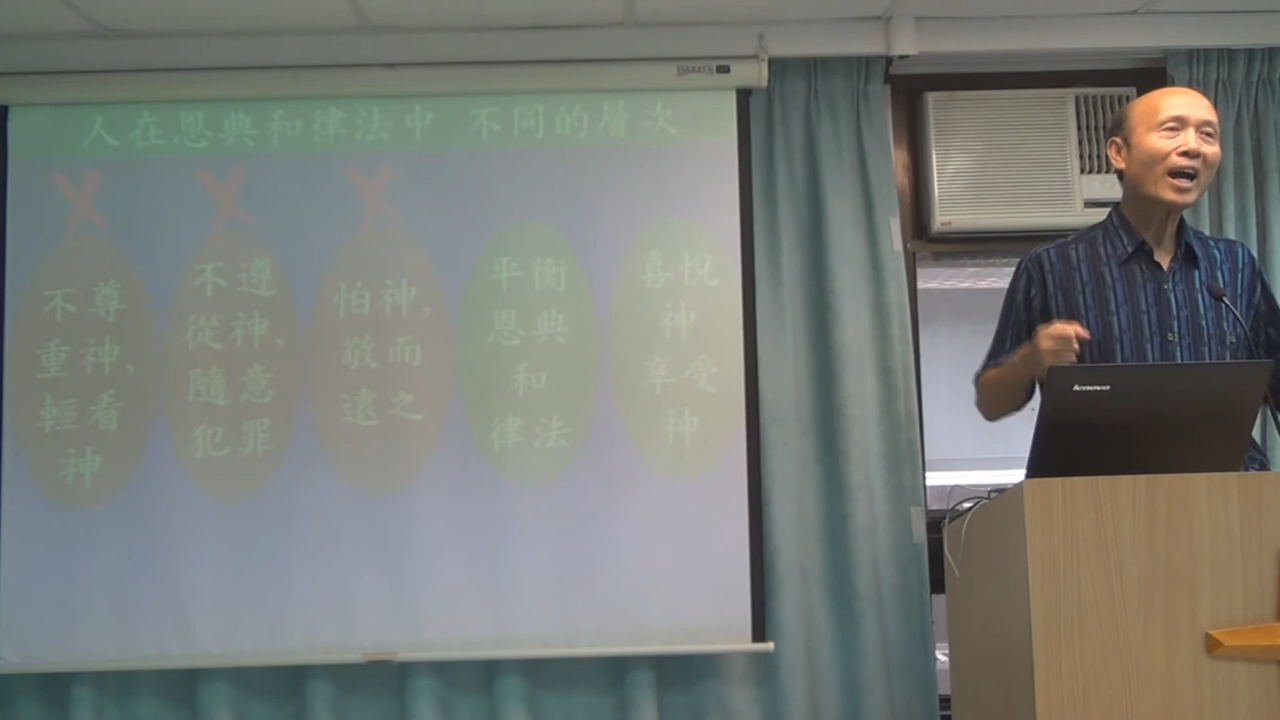 人在恩典和律法中 不同的層次
不尊
重神、
輕看
神
不遵
從神、
隨意
犯罪
怕神,
敬而
遠之
平衡
恩典
和
律法
喜悅
神
享受
神
lenovo